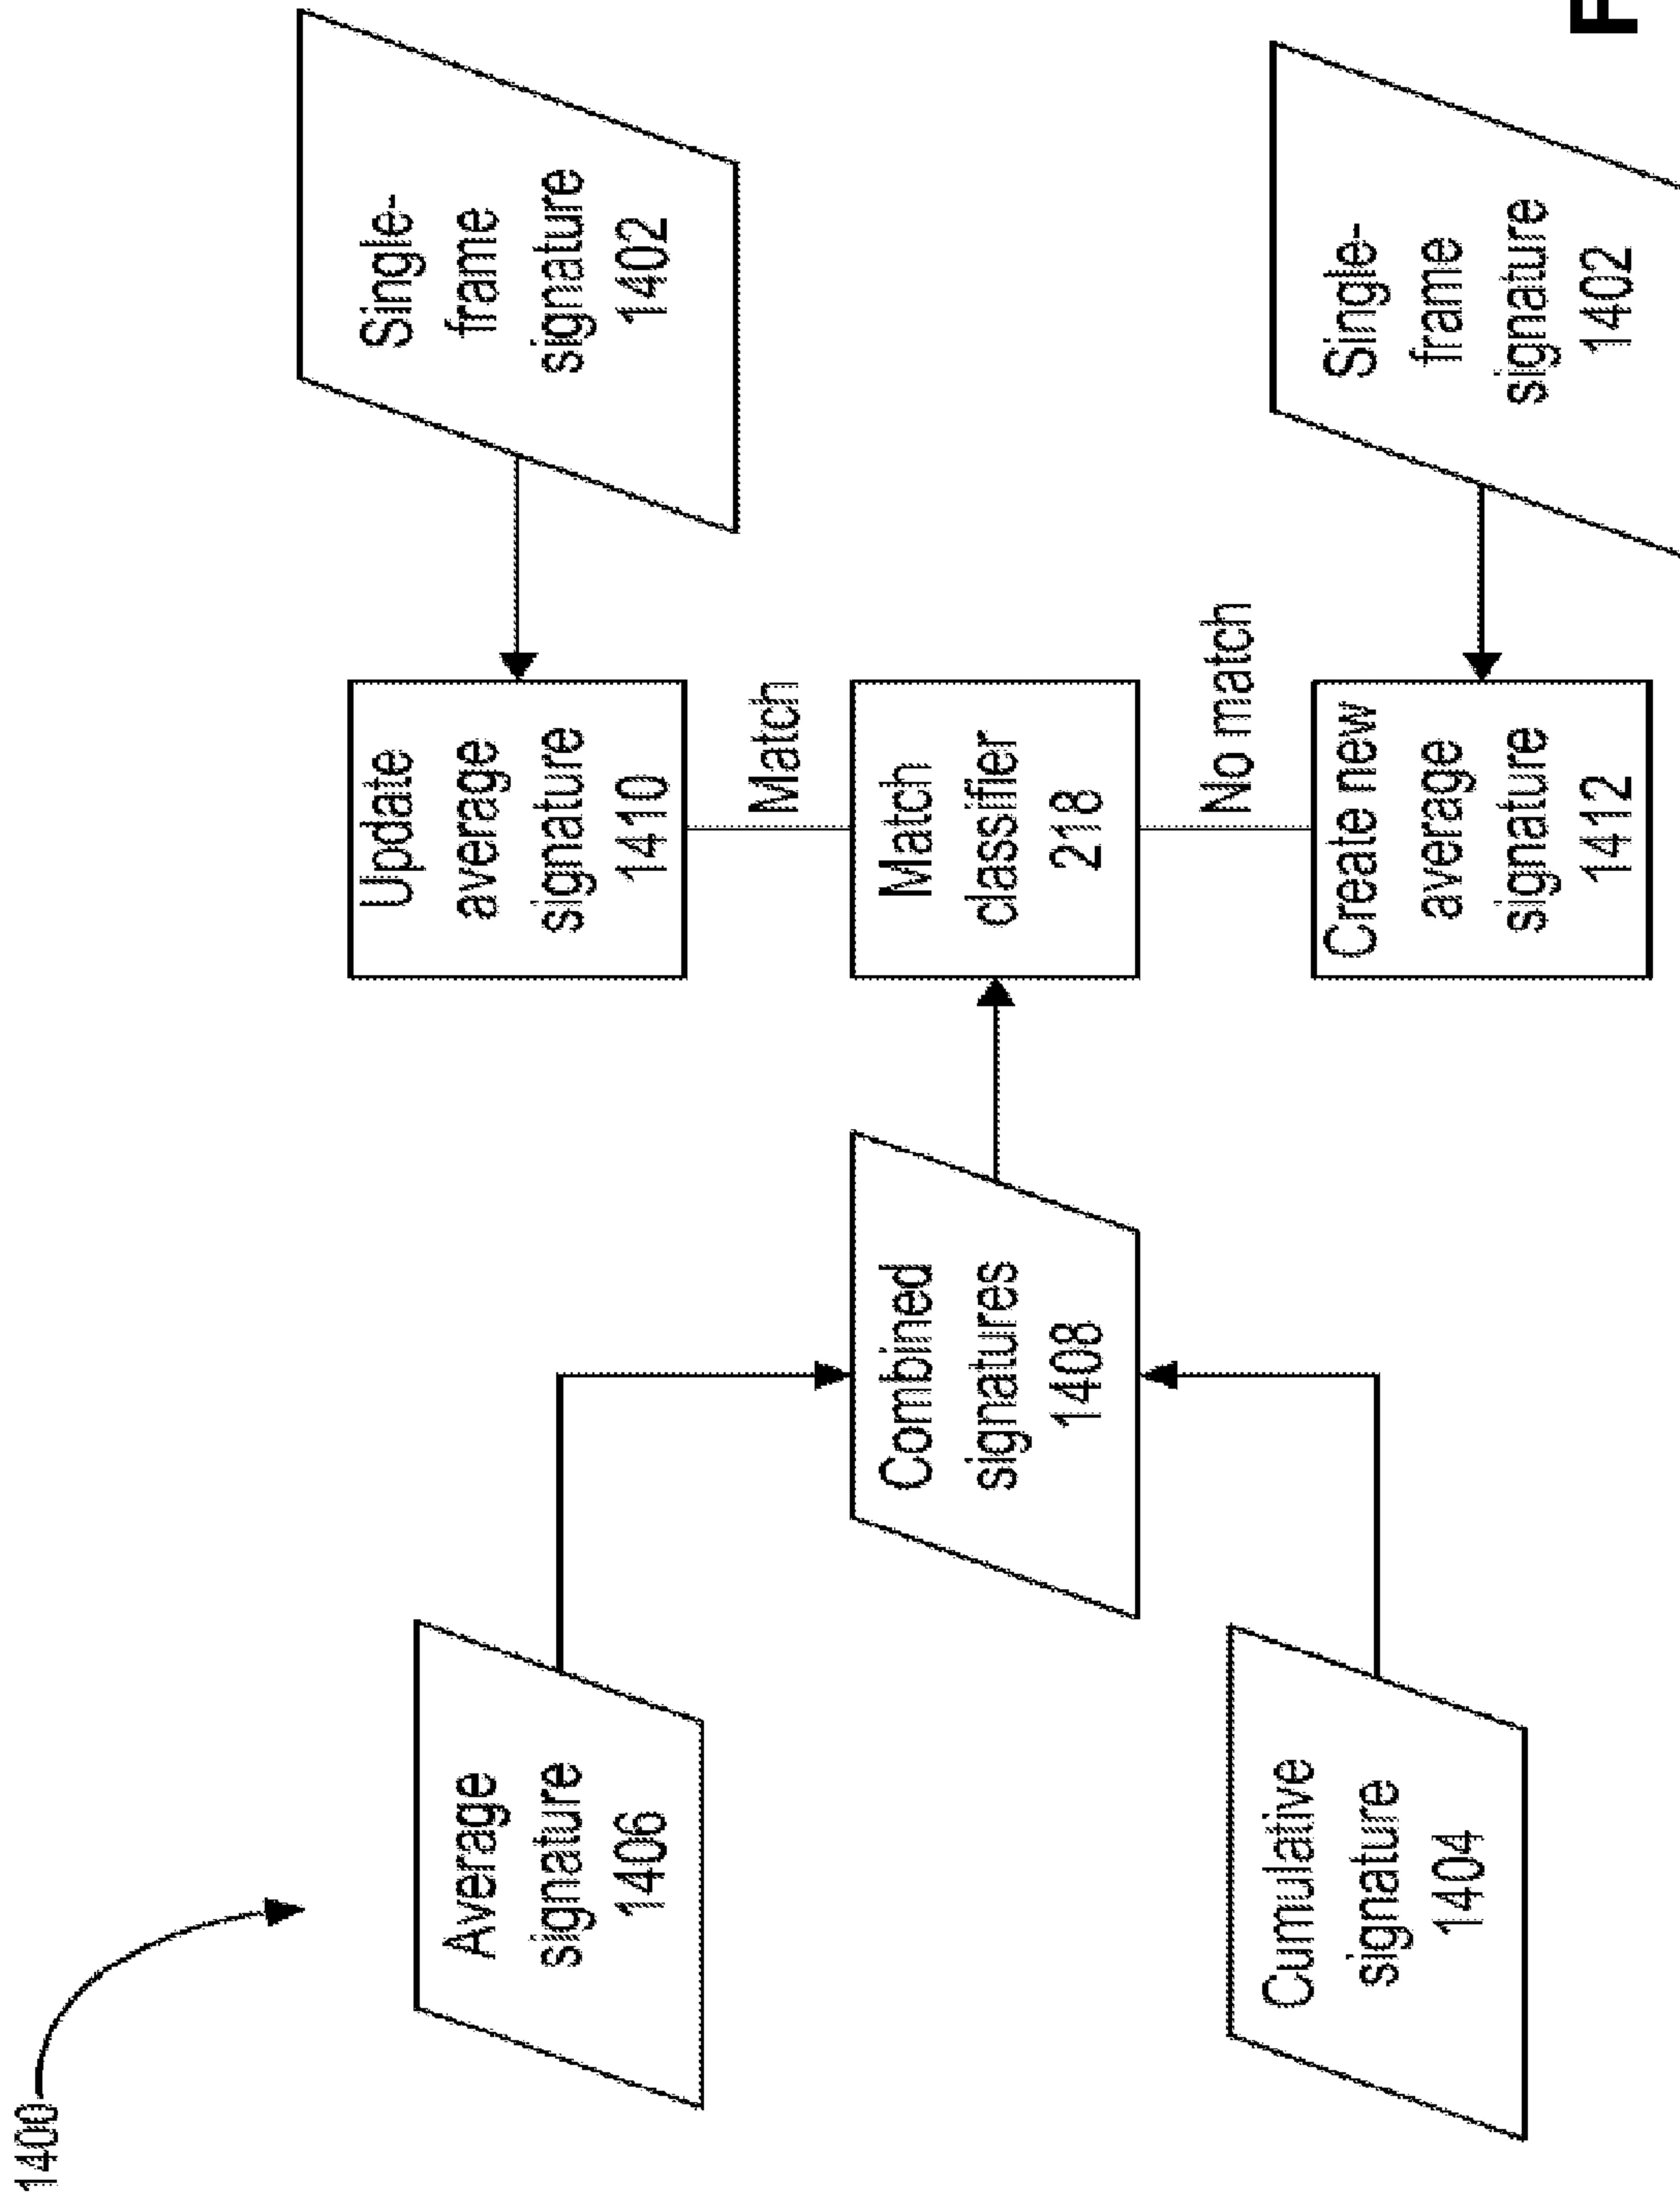 1400
Average
signature
1406
Cumulative
signature
1404
Combined
signatures
1408
Update
average
signature
1410
Match
Match
classifier
218
No match
Create new
average
signature
1412
Single-
frame
signature
1402
Single-
frame
signature
1402
F